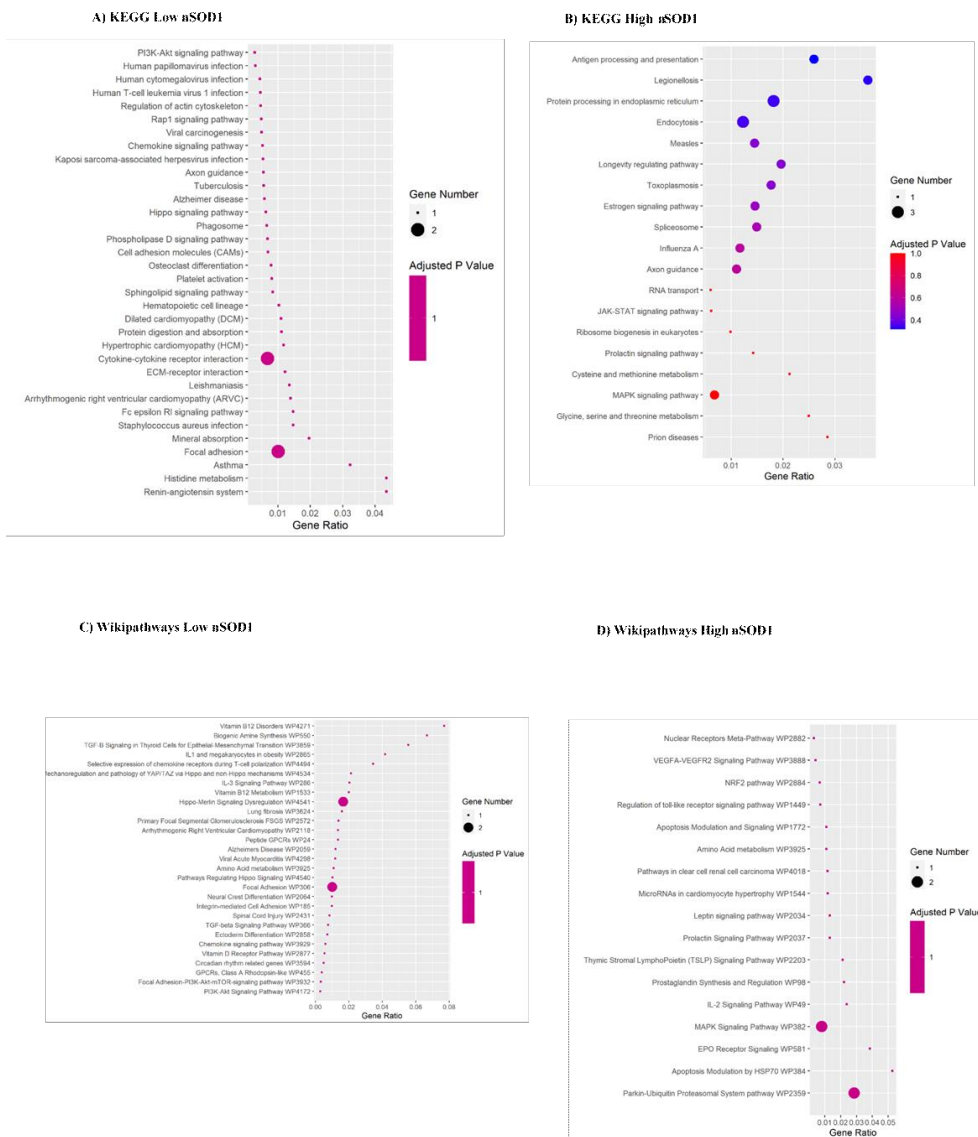 A) KEGG Low nSOD1
PI3K-Akt signaling pathway
Human papillomavirus infection
Human cytomegalovirus infection
Human T-cell leukemia virus 1 infection
Regulation of actin cytoskeleton
Rap1 signaling pathway
Viral carcinogenesis
Chemokine signaling pathway
Kaposi sarcoma-associated herpesvirus infection
Axon guidance
Tuberculosis
Alzheimer disease
Hippo signaling pathway
Phagosome
Phospholipase D signaling pathway
Cell adhesion molecules (CAMs)
Osteoclast differentiation
Platelet activation
Sphingolipid signaling pathway
Hematopoietic cell lineage
Dilated cardiomyopathy (DCM)
Protein digestion and absorption
Hypertrophic cardiomyopathy (HCM)
Cytokine-cytokine receptor interaction
ECM-receptor interaction
Leishmaniasis
Arrhythmogenic right ventricular cardiomyopathy (ARVC)
Fc epsilon RI signaling pathway
Staphylococcus aureus infection
Mineral absorption
Focal adhesion
Asthma
Histidine metabolism
Renin-angiotensin system
0.01 0.02 0.03 0.04
Gene Ratio
Gene Number
1
2
Adjusted P Value
1
B) KEGG High nSOD1
Antigen processing and presentation
Legionellosis
Protein processing in endoplasmic reticulum
Endocytosis
Measles
Longevity regulating pathway
Toxoplasmosis
Estrogen signaling pathway
Spliceosome
Influenza A
Axon guidance
RNA transport
JAK-STAT signaling pathway
Ribosome biogenesis in eukaryotes
Prolactin signaling pathway
Cysteine and methionine metabolism
MAPK signaling pathway
Glycine, serine and threonine metabolism
Prion diseases
0.01 0.02 0.03
Gene Ratio
Gene Number
1
3
Adjusted P Value
1.0
0.8
0.6
0.4
C) Wikipathways Low nSOD1
Vitamin B12 Disorders WP4271
Biogenic Amine Synthesis WP550
TGF-B Signaling in Thyroid Cells for Epithelial-Mesenchymal Transition WP3859
IL1 and megakaryocytes in obesity WP2865
Selective expression of chemokine receptors during T-cell polarization WP4494
lechanoregulation and pathology of YAP/TAZ via Hippo and non-Hippo mechanisms WP4534
IL-3 Signaling Pathway WP286
Vitamin B12 Metabolism WP1533
Hippo-Merlin Signaling Dysregulation WP4541
Lung fibrosis WP3624
Primary Focal Segmental Glomerulosclerosis FSGS WP2572
Arrhythmogenic Right Ventricular Cardiomyopathy WP2118
Peptide GPCRs WP24
Alzheimers Disease WP2059
Viral Acute Myocarditis WP4298
Amino Acid metabolism WP3925
Pathways Regulating Hippo Signaling WP4540
Focal Adhesion WP306
Neural Crest Differentiation WP2064
Integrin-mediated Cell Adhesion WP185
Spinal Cord Injury WP2431
TGF-beta Signaling Pathway WP366
Ectoderm Differentiation WP2858
Chemokine signaling pathway WP3929
Vitamin D Receptor Pathway WP2877
Circadian rhythm related genes WP3594
GPCRs, Class A Rhodopsin-like WP455
Focal Adhesion-PI3K-Akt-mTOR-signaling pathway WP3932
PI3K-Akt Signaling Pathway WP4172
0.00 0.02 0.04 0.06 0.08
Gene Ratio
Gene Number
1
2
Adjusted P Value
1
D) Wikipathways High nSOD1
Nuclear Receptors Meta-Pathway WP2882
VEGFA-VEGFR2 Signaling Pathway WP3888
NRF2 pathway WP2884
Regulation of toll-like receptor signaling pathway WP1449
Apoptosis Modulation and Signaling WP1772
Amino Acid metabolism WP3925
Pathways in clear cell renal cell carcinoma WP4018
MicroRNAs in cardiomyocyte hypertrophy WP1544
Leptin signaling pathway WP2034
Prolactin Signaling Pathway WP2037
Thymic Stromal LymphoPoietin (TSLP) Signaling Pathway WP2203
Prostaglandin Synthesis and Regulation WP98
IL-2 Signaling Pathway WP49
MAPK Signaling Pathway WP382
EPO Receptor Signaling WP581
Apoptosis Modulation by HSP70 WP384
Parkin-Ubiquitin Proteasomal System pathway WP2359
0.01 0.02 0.03 0.04 0.05
Gene Ratio
Gene Number
1
2
Adjusted P Valu
1